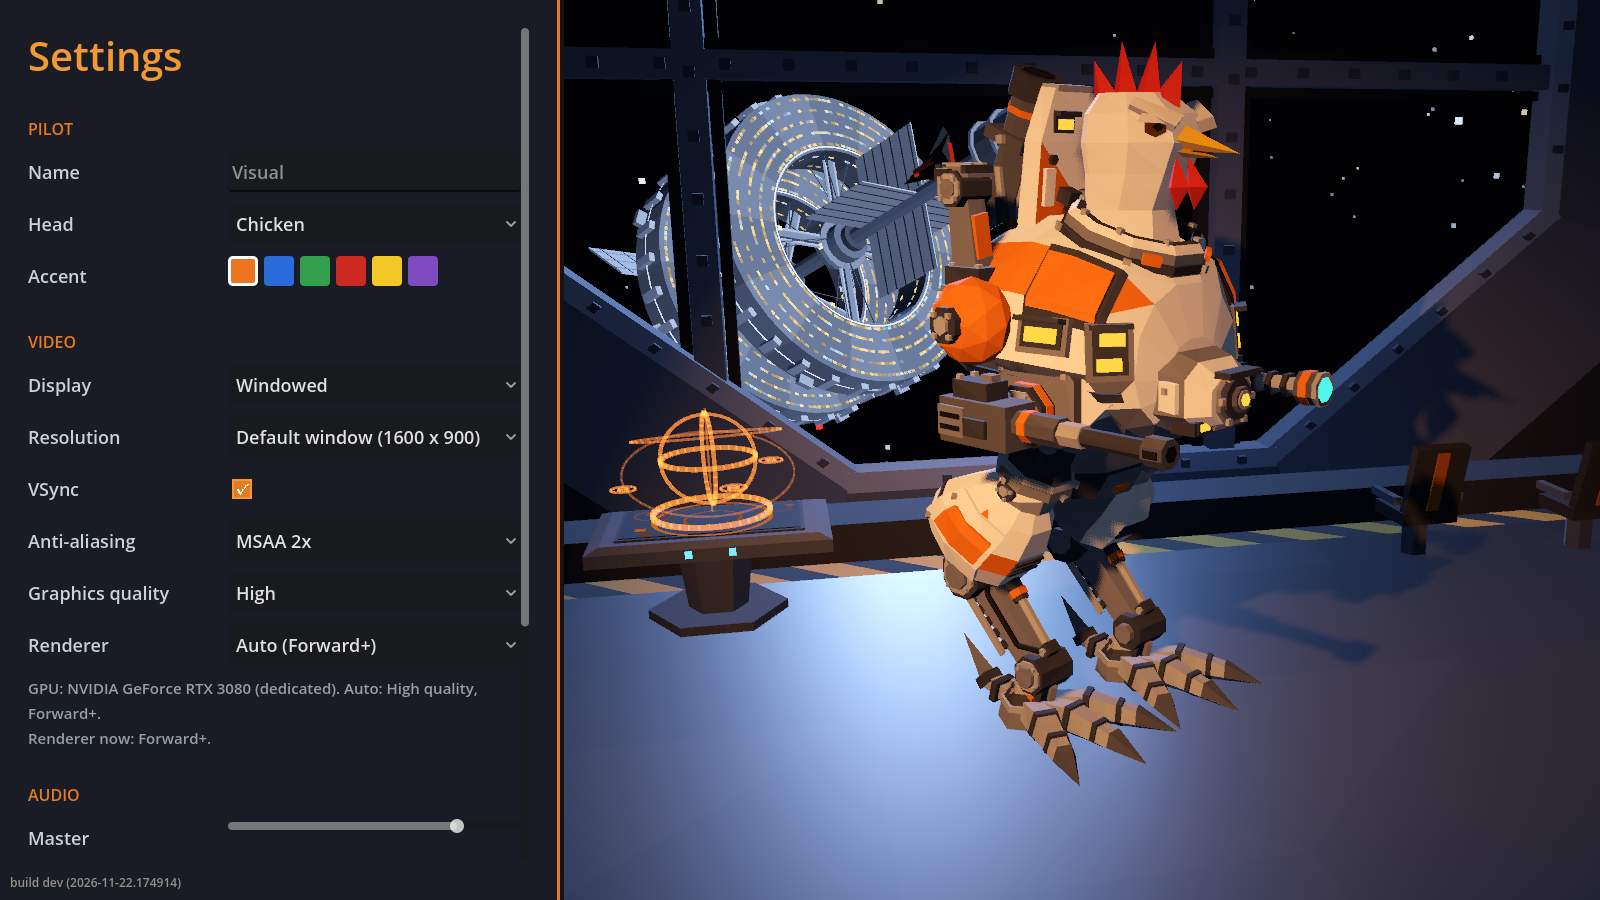 Settings
PILOT
Name Visual
Head Chicken
Accent
VIDEO
Display Windowed
Resolution Default window (1600 x 900)
VSync
Anti-aliasing MSAA 2x
Graphics quality High
Renderer Auto (Forward+)
GPU: NVIDIA GeForce RTX 3080 (dedicated). Auto: High quality,
Forward+.
Renderer now: Forward+.
AUDIO
Master
build dev (2026-11-22.174914)